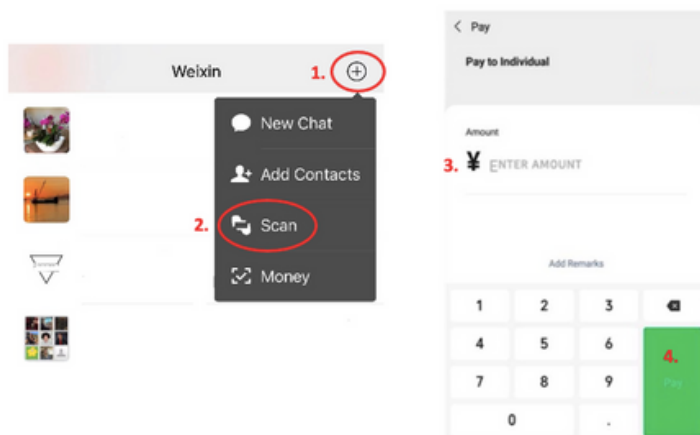 Weixin
1.
New Chat
Add Contacts
2.
Scan
Money
Pay
Pay to Individual
Amount
3. ¥ ENTER AMOUNT
Add Remarks
1 2 3
4 5 6
4.
7 8 9
Pay
0 .